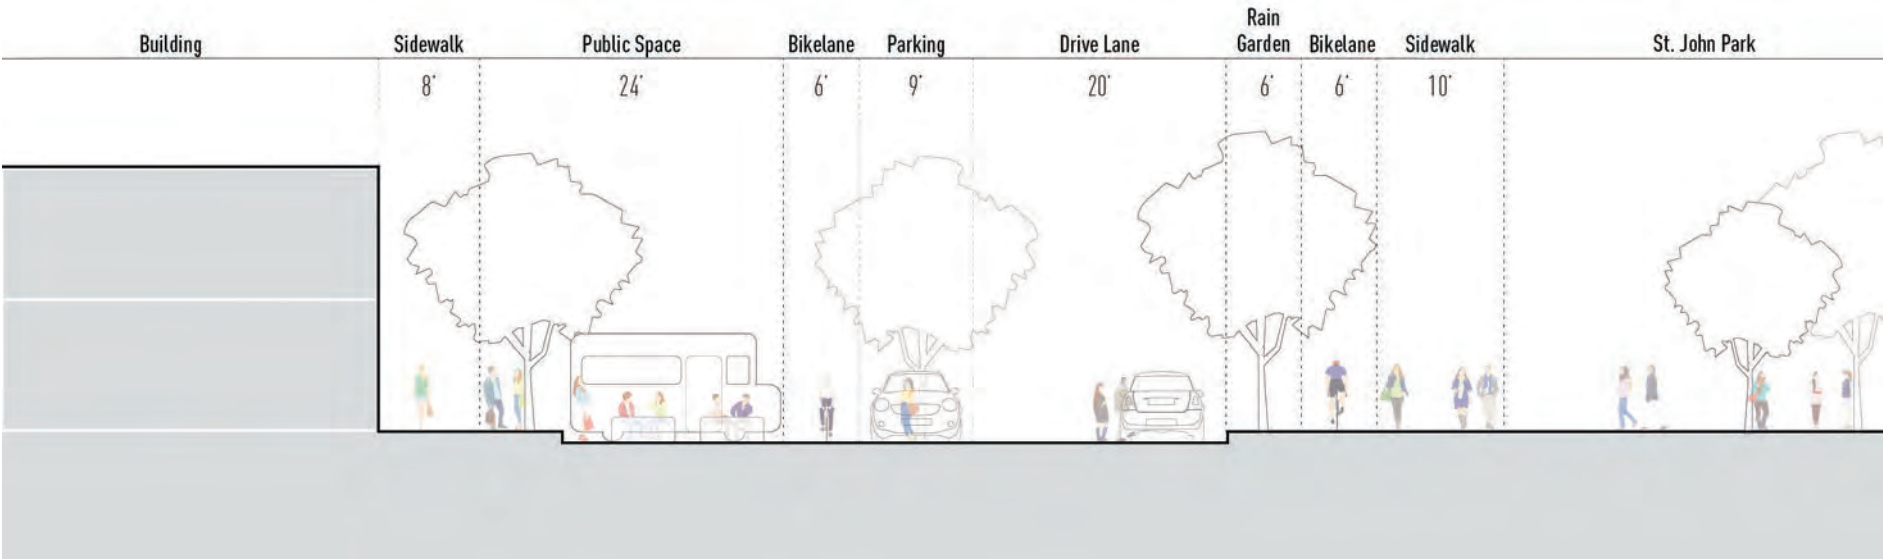 Building
Sidewalk
Public Space
Bikelane
Parking
Drive Lane
Rain
Garden
Bikelane
Sidewalk
St. John Park
8'
24'
6'
9'
20'
6'
6'
10'